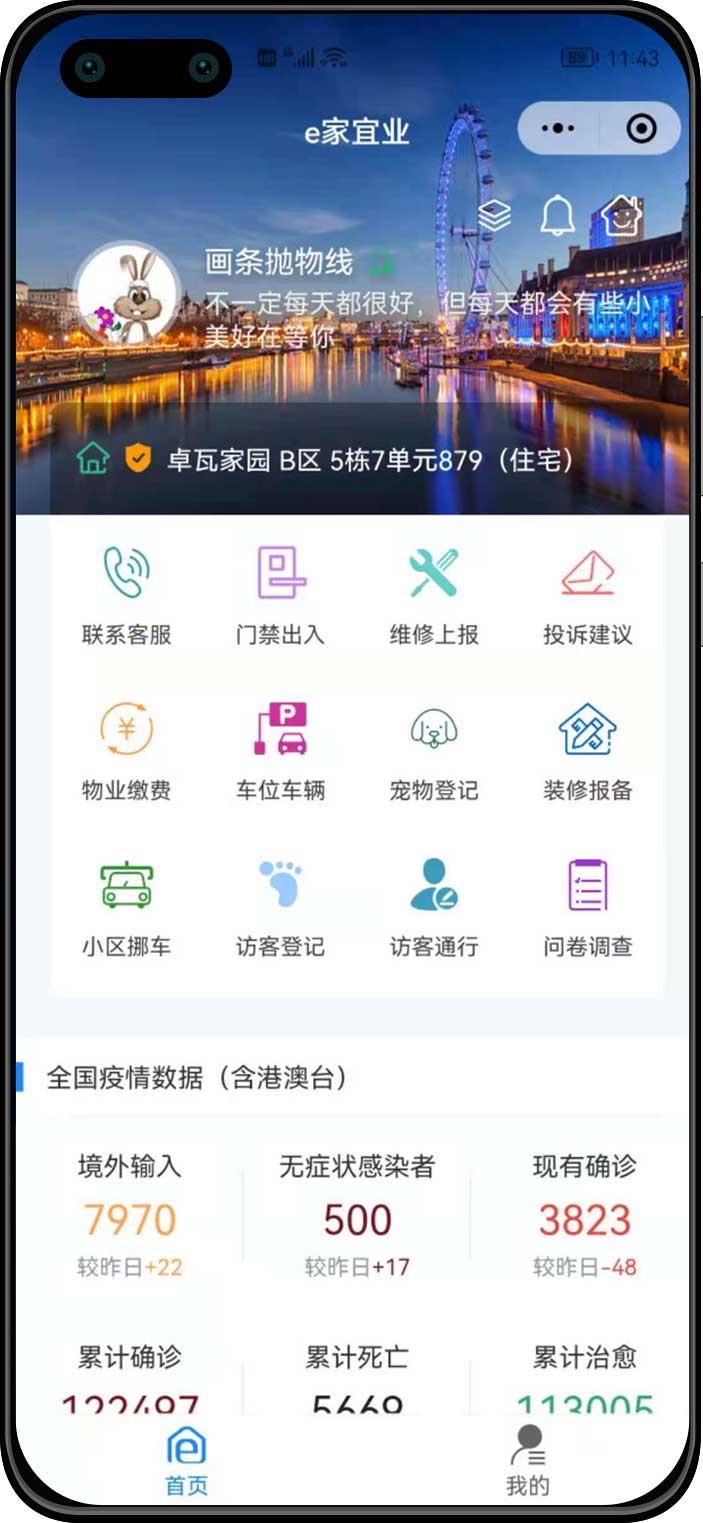 89 11:43
e家宜业
画条抛物线
不一定每天都很好，但每天都会有些小
美好在等你
卓瓦家园 B区 5栋7单元879（住宅）
联系客服 门禁出入 维修上报 投诉建议
¥ P
物业缴费 车位车辆 宠物登记 装修报备
小区挪车 访客登记 访客通行 问卷调查
全国疫情数据（含港澳台）
境外输入 无症状感染者 现有确诊
7970 500 3823
较昨日+22 较昨日+17 较昨日-48
累计确诊 累计死亡 累计治愈
122497 5669 113005
首页 我的